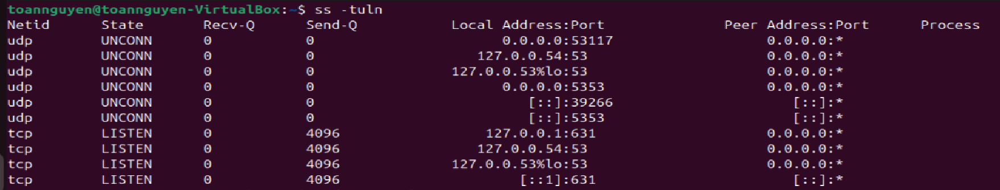 toannguyen@toannguyen-VirtualBox:~$ ss -tuln
Netid State Recv-Q Send-Q Local Address:Port Peer Address:Port Process
udp UNCONN 0 0 0.0.0.0:53117 0.0.0.0:*
udp UNCONN 0 0 127.0.0.54:53 0.0.0.0:*
udp UNCONN 0 0 127.0.0.53%lo:53 0.0.0.0:*
udp UNCONN 0 0 0.0.0.0:5353 0.0.0.0:*
udp UNCONN 0 0 [::]:39266 [::]:*
udp UNCONN 0 0 [::]:5353 [::]:*
tcp LISTEN 0 4096 127.0.0.1:631 0.0.0.0:*
tcp LISTEN 0 4096 127.0.0.54:53 0.0.0.0:*
tcp LISTEN 0 4096 127.0.0.53%lo:53 0.0.0.0:*
tcp LISTEN 0 4096 [::1]:631 [::]:*